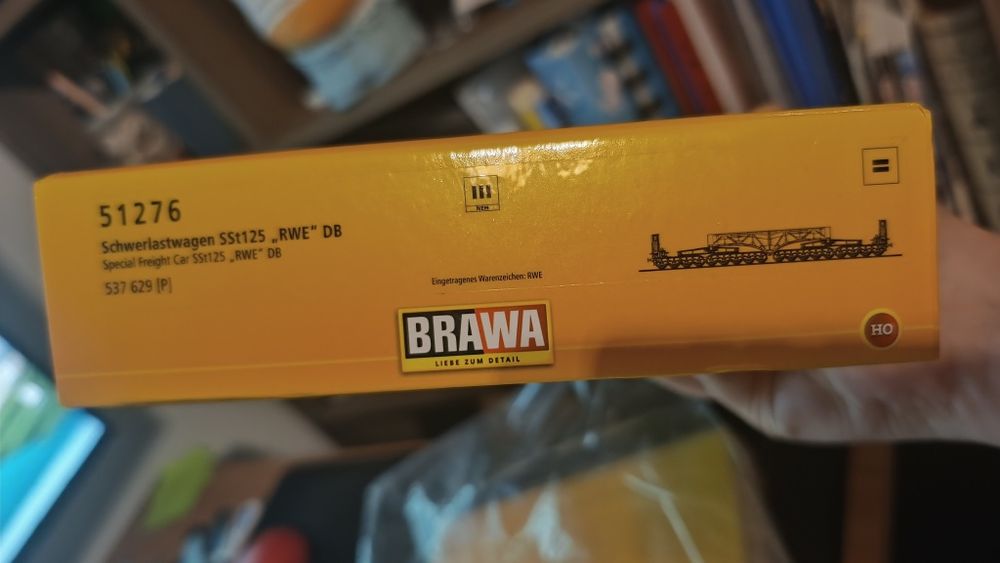 51276
Schwerlastwagen SSt125 „RWE“ DB
Special Freight Car SSt125 „RWE“ DB
537 629 [P]
III
NEM
Eingetragenes Warenzeichen: RWE
BRAWA
LIEBE ZUM DETAIL
=
HO